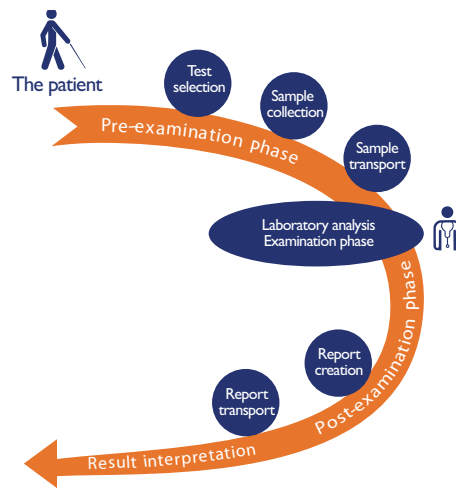 The patient
Test
selection
Sample
collection
Sample
transport
Pre-examination phase
Laboratory analysis
Examination phase
Post-examination phase
Report
creation
Report
transport
Result interpretation